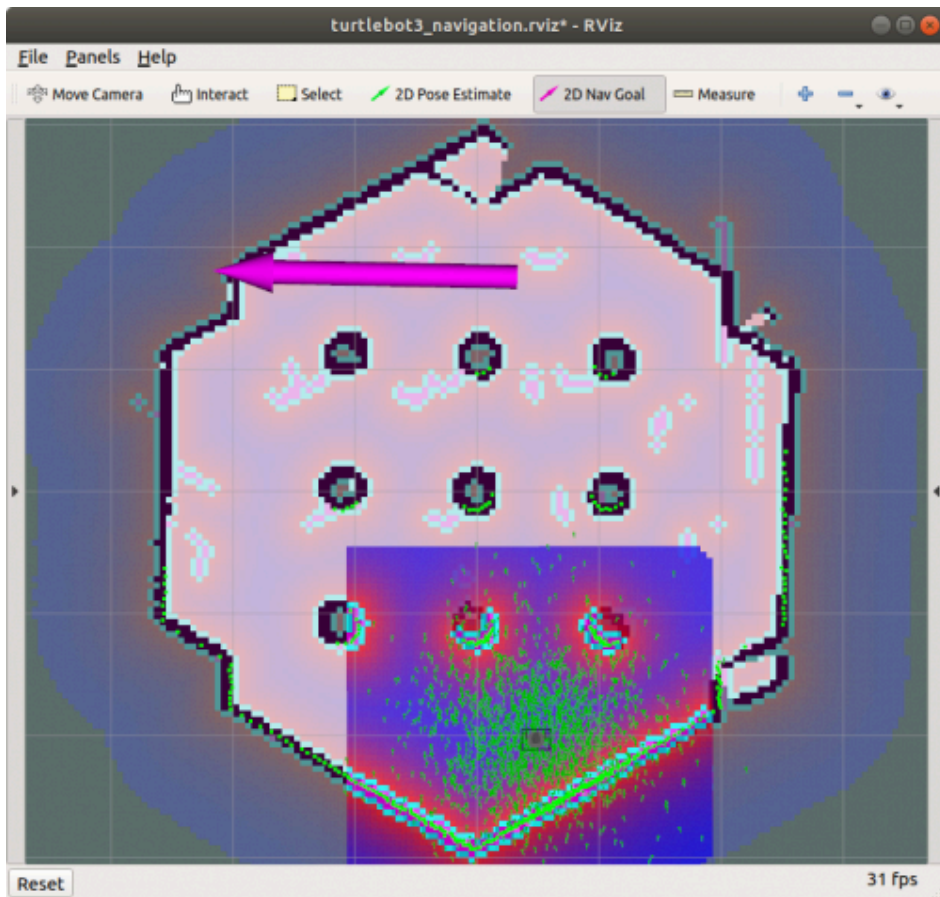 turtlebot3_navigation.rviz* - RViz
File Panels Help
Move Camera Interact Select 2D Pose Estimate 2D Nav Goal Measure
Reset 31 fps